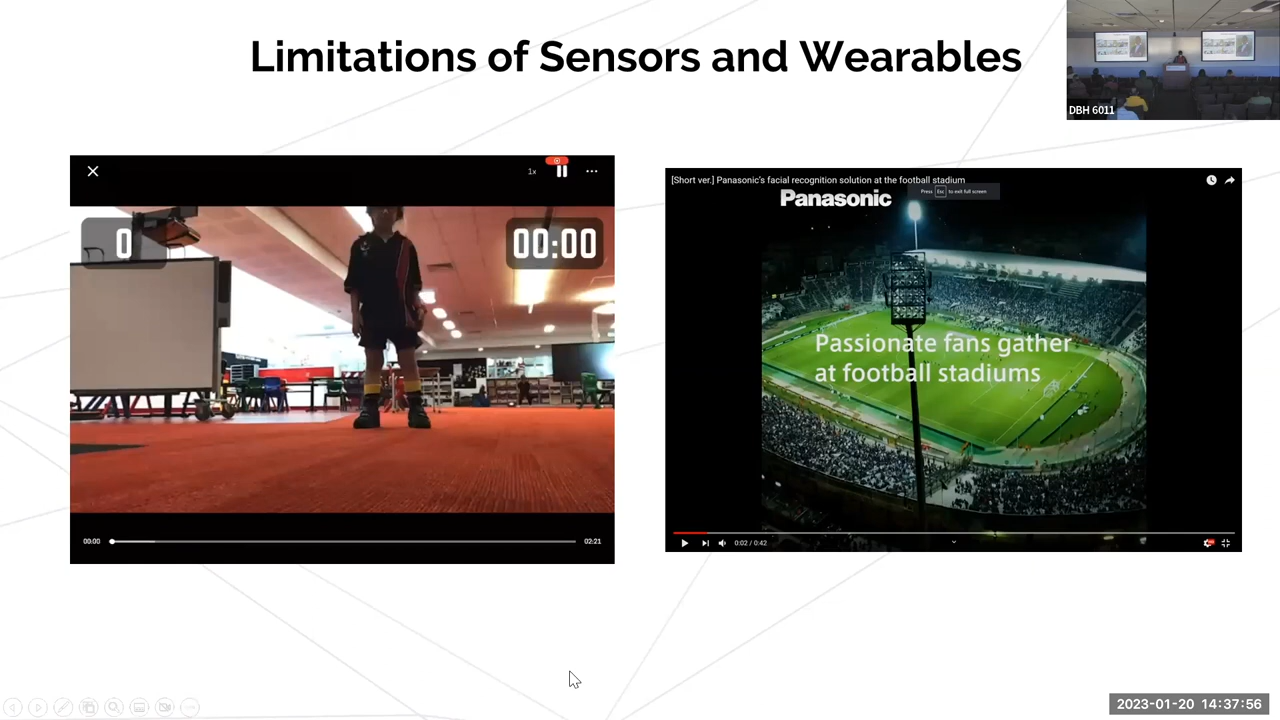 Limitations of Sensors and Wearables
DBH 6011
1x
0
00:00
00:00
02:21
[Short ver.] Panasonic's facial recognition solution at the football stadium
Press Esc to exit full screen
Panasonic
Passionate fans gather
at football stadiums
0:02 / 0:42
2023-01-20 14:37:56